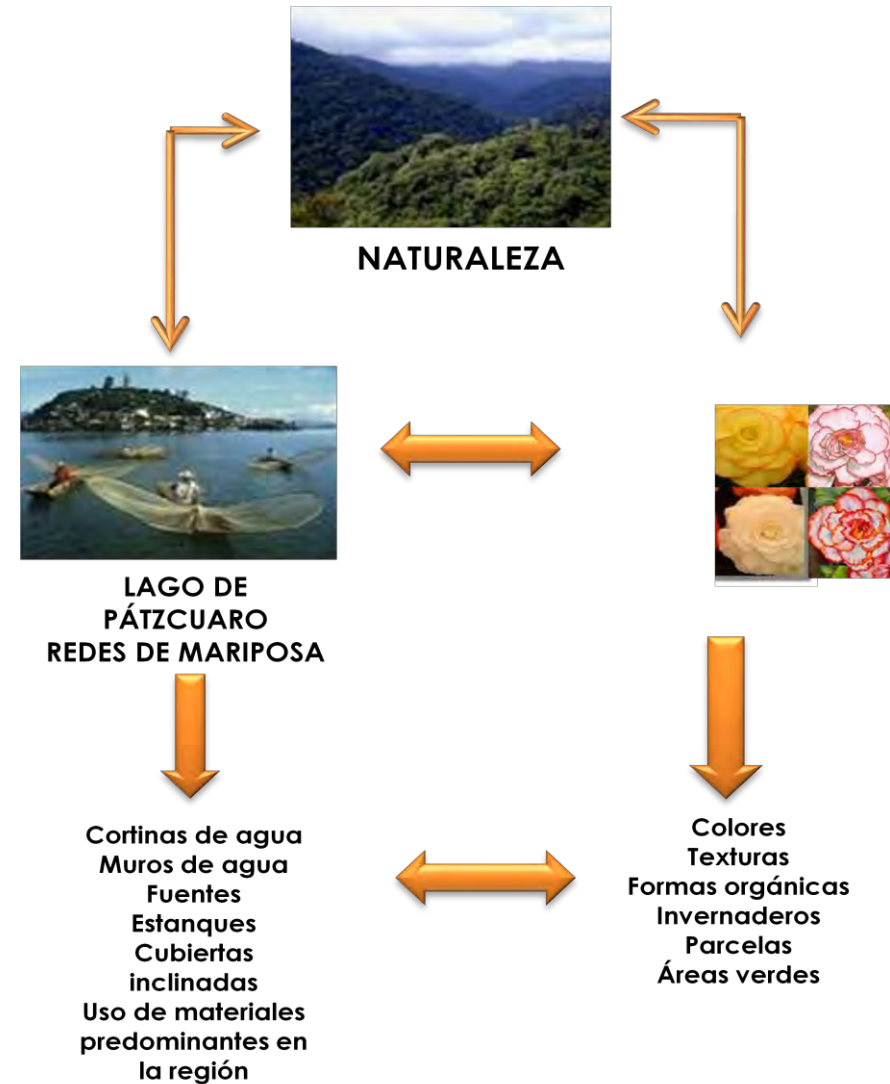 NATURALEZA
LAGO DE
PÁTZCUARO
REDES DE MARIPOSA
Cortinas de agua
Muros de agua
Fuentes
Estanques
Cubiertas
inclinadas
Uso de materiales
predominantes en
la región
Colores
Texturas
Formas orgánicas
Invernaderos
Parcelas
Áreas verdes